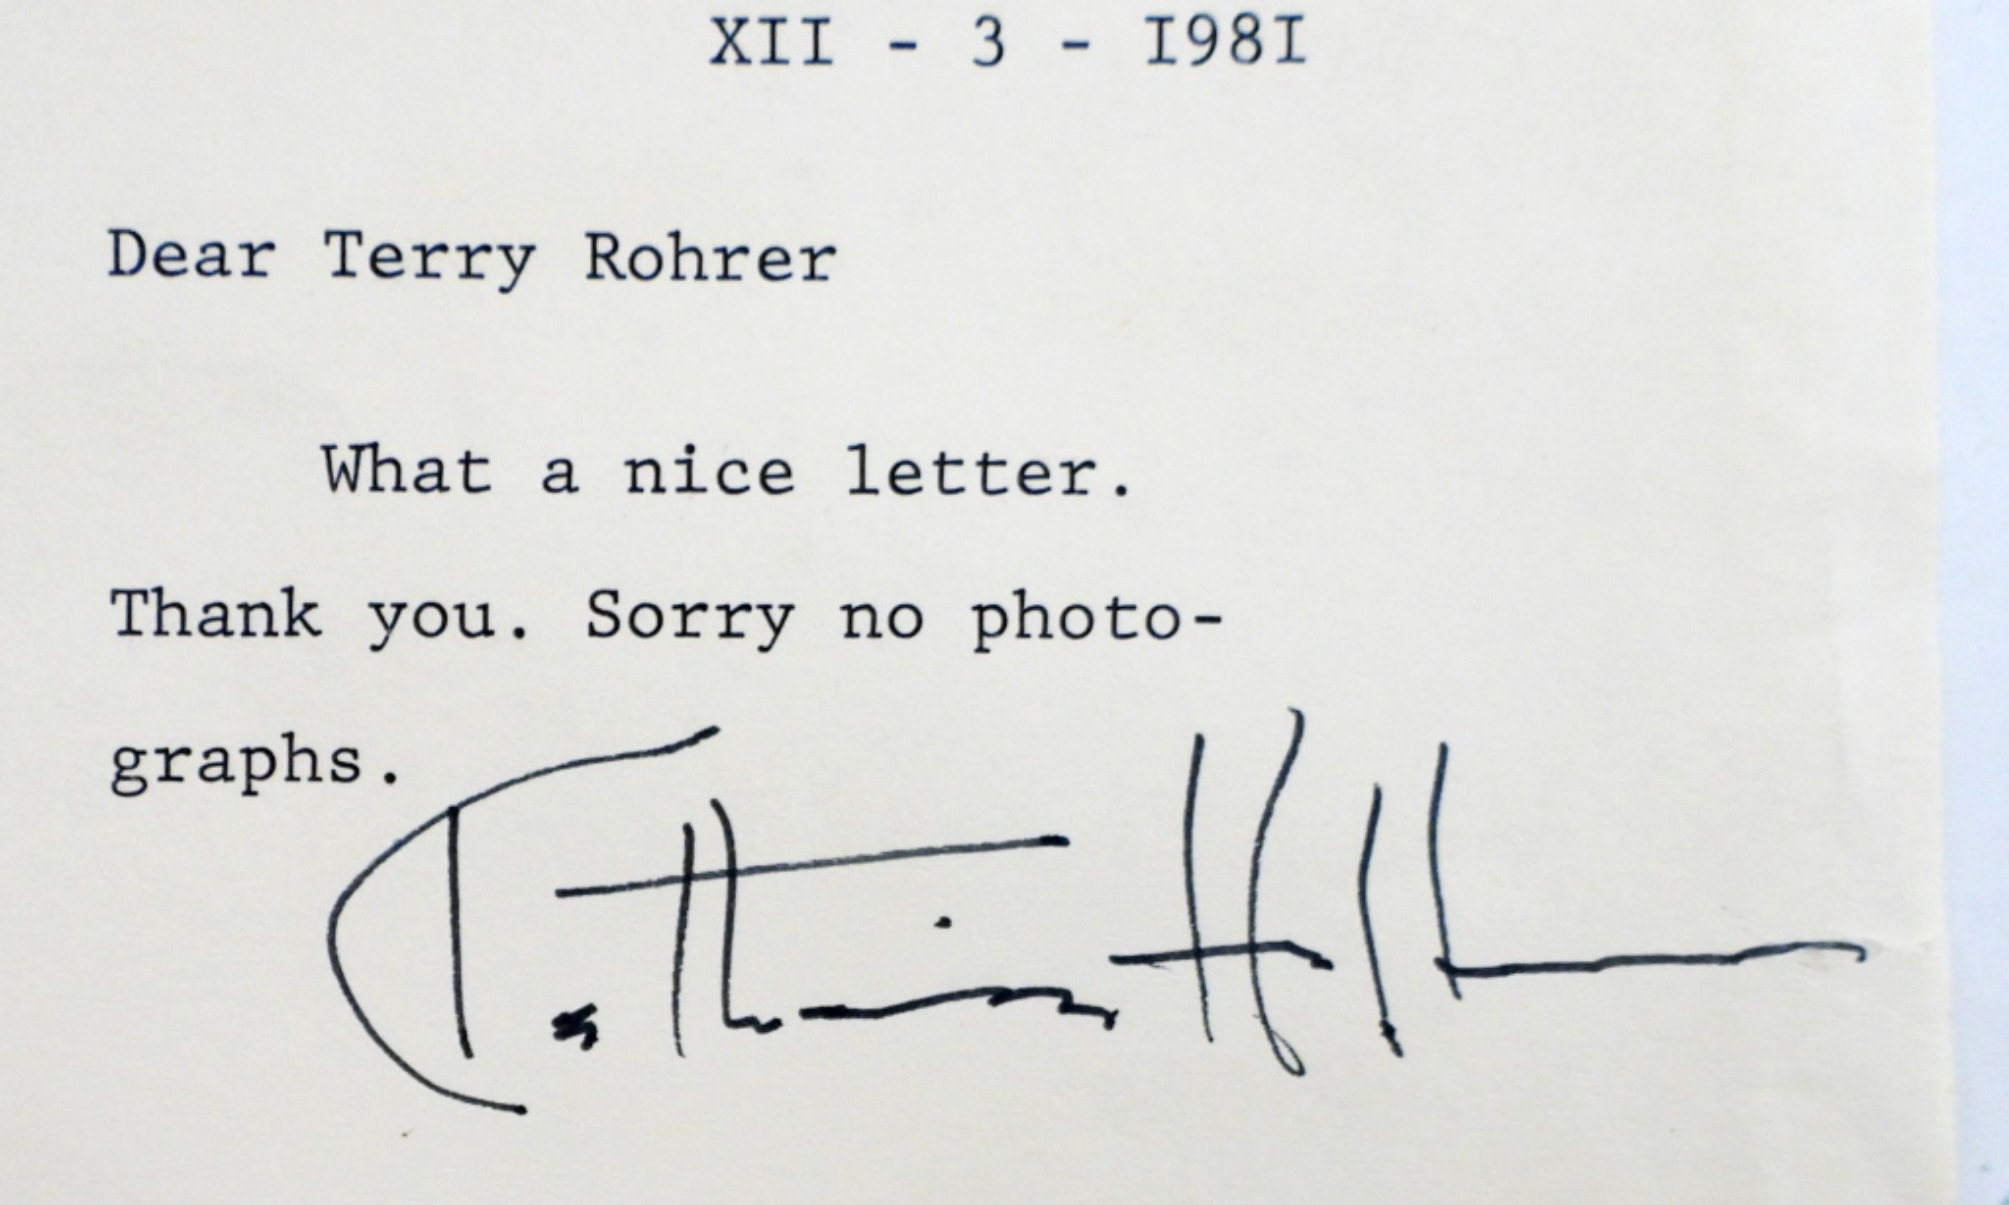 XII - 3 - I98I
Dear Terry Rohrer
What a nice letter.
Thank you. Sorry no photo-
graphs.